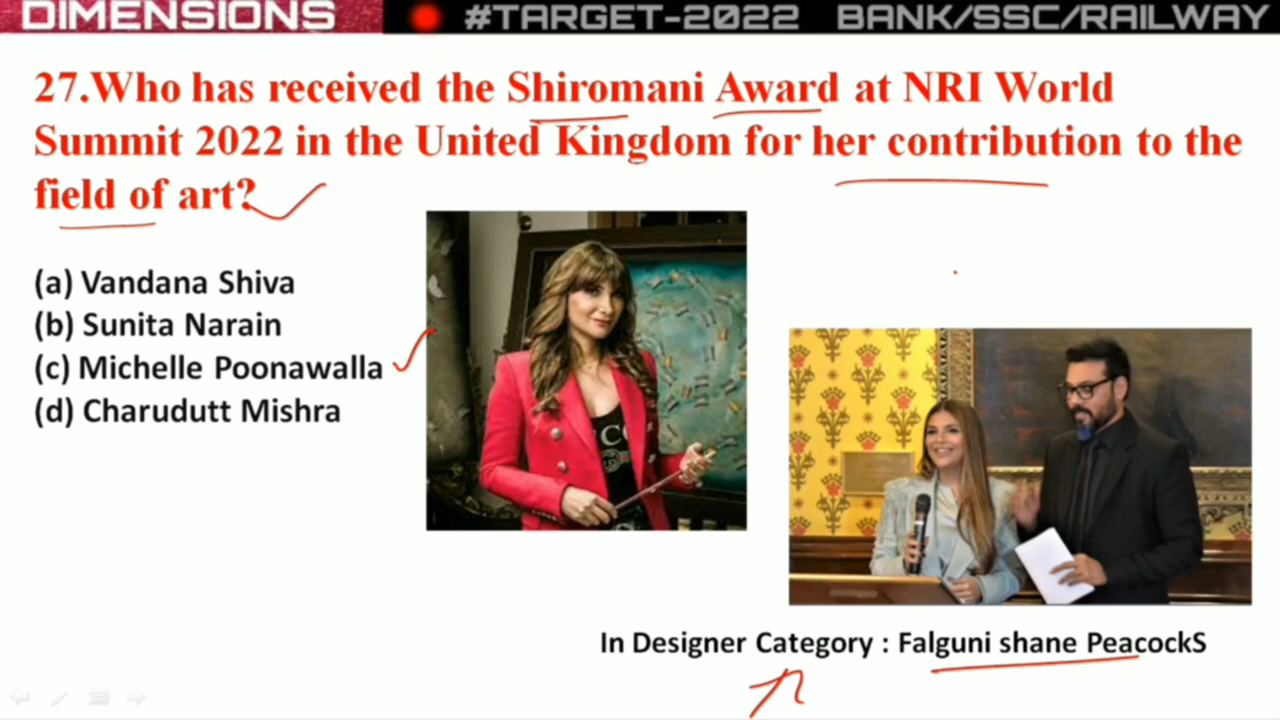 DIMENSIONS #TARGET-2022 BANK/SSC/RAILWAY
27.Who has received the Shiromani Award at NRI World
Summit 2022 in the United Kingdom for her contribution to the
field of art?
(a) Vandana Shiva
(b) Sunita Narain
(c) Michelle Poonawalla
(d) Charudutt Mishra
In Designer Category : Falguni shane PeacockS